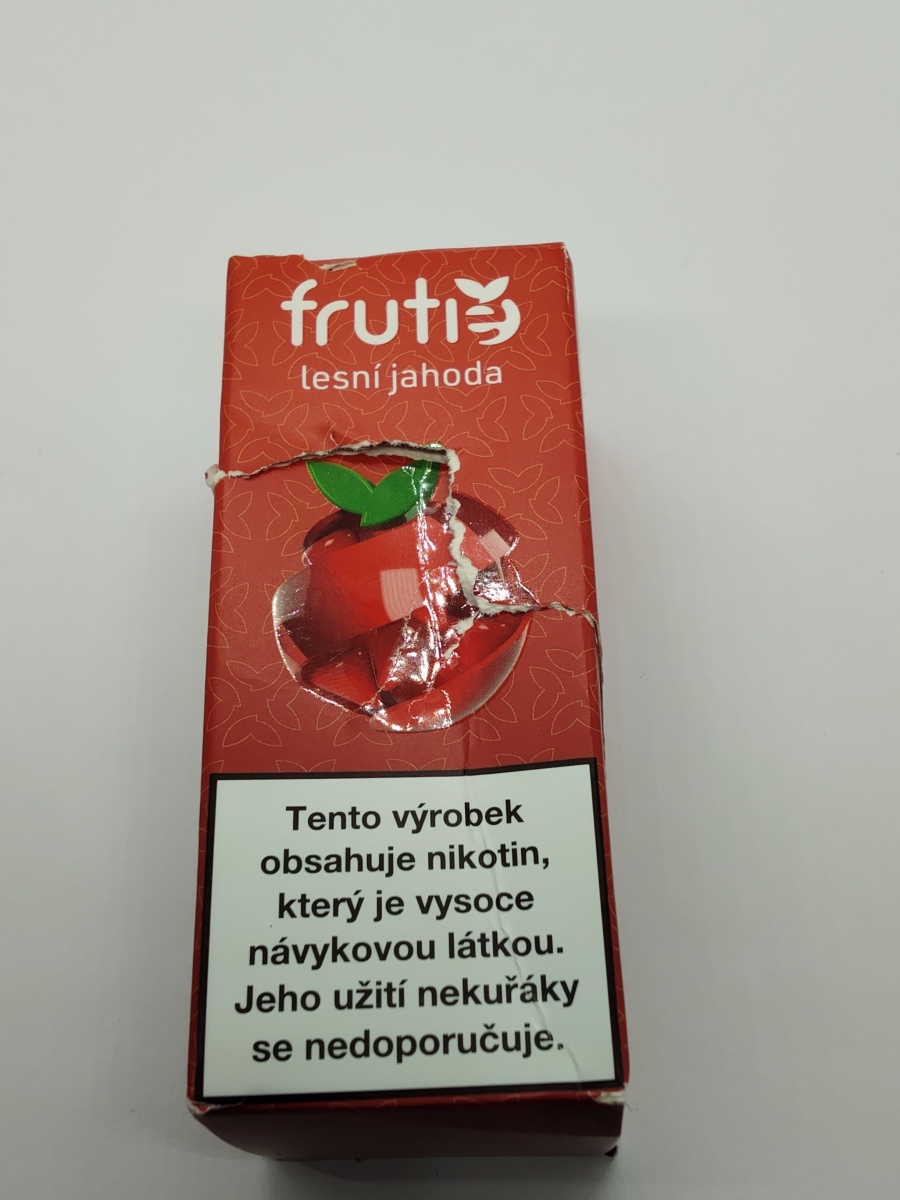 frutie
lesní jahoda
Tento výrobek
obsahuje nikotin,
který je vysoce
návykovou látkou.
Jeho užití nekuřáky
se nedoporučuje.